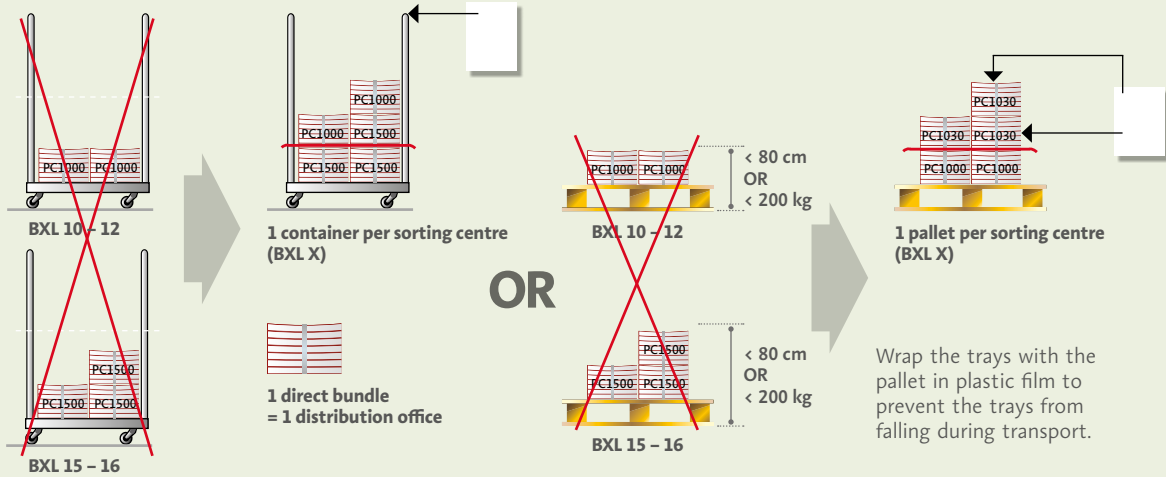 PC1000 PC1000
BXL 10 – 12
PC1500
PC1500 PC1500
BXL 15 – 16
PC1000
PC1000 PC1500
PC1500 PC1500
1 container per sorting centre
(BXL X)
1 direct bundle
= 1 distribution office
OR
PC1000 PC1000
< 80 cm
OR
< 200 kg
BXL 10 – 12
PC1500
PC1500 PC1500
< 80 cm
OR
< 200 kg
BXL 15 – 16
PC1030
PC1030 PC1030
PC1000 PC1000
1 pallet per sorting centre
(BXL X)
Wrap the trays with the
pallet in plastic film to
prevent the trays from
falling during transport.